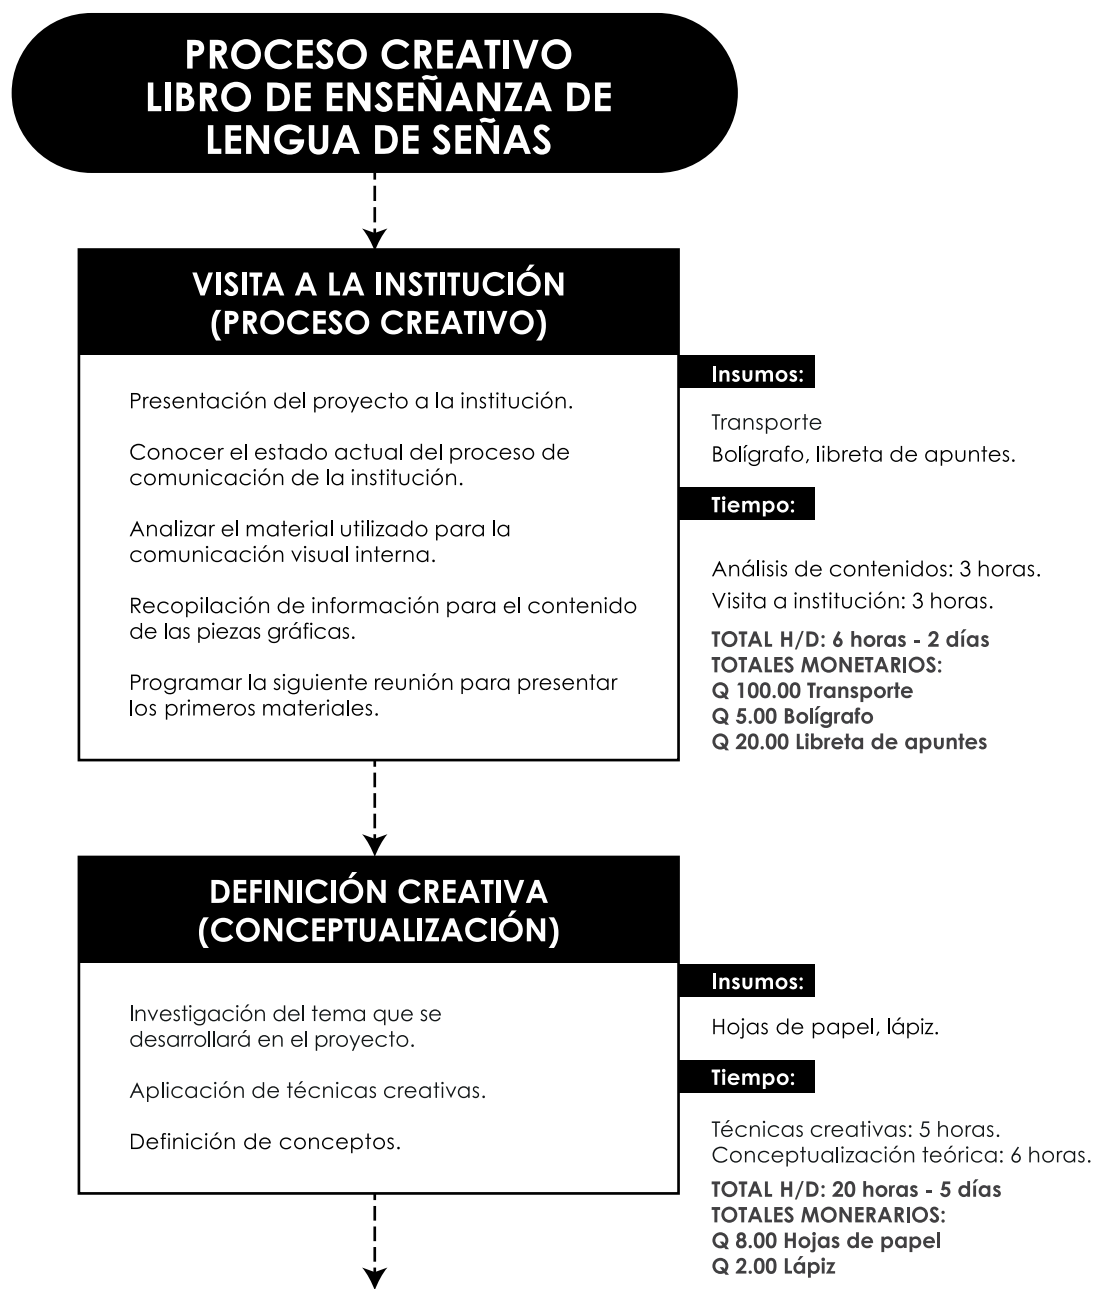 PROCESO CREATIVO
LIBRO DE ENSEÑANZA DE
LENGUA DE SEÑAS
VISITA A LA INSTITUCIÓN
(PROCESO CREATIVO)
Presentación del proyecto a la institución.
Conocer el estado actual del proceso de
comunicación de la institución.
Analizar el material utilizado para la
comunicación visual interna.
Recopilación de información para el contenido
de las piezas gráficas.
Programar la siguiente reunión para presentar
los primeros materiales.
Insumos:
Transporte
Bolígrafo, libreta de apuntes.
Tiempo:
Análisis de contenidos: 3 horas.
Visita a institución: 3 horas.
TOTAL H/D: 6 horas - 2 días
TOTALES MONETARIOS:
Q 100.00 Transporte
Q 5.00 Bolígrafo
Q 20.00 Libreta de apuntes
DEFINICIÓN CREATIVA
(CONCEPTUALIZACIÓN)
Investigación del tema que se
desarrollará en el proyecto.
Aplicación de técnicas creativas.
Definición de conceptos.
Insumos:
Hojas de papel, lápiz.
Tiempo:
Técnicas creativas: 5 horas.
Conceptualización teórica: 6 horas.
TOTAL H/D: 20 horas - 5 días
TOTALES MONERARIOS:
Q 8.00 Hojas de papel
Q 2.00 Lápiz